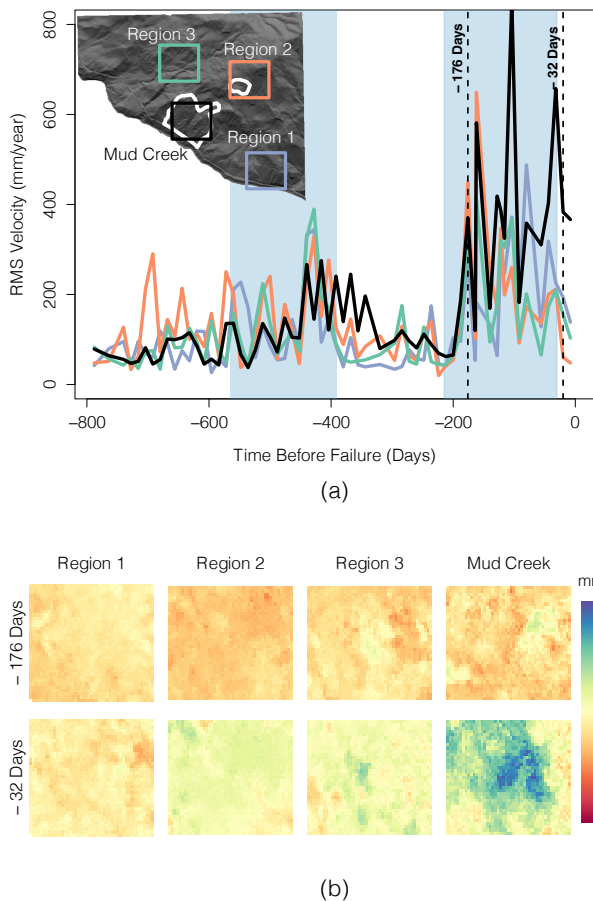 800
600
400
200
0
RMS Velocity (mm/year)
Region 3
Region 2
Mud Creek
Region 1
−176 Days
32 Days
−800
−600
−400
−200
0
Time Before Failure (Days)
(a)
Region 1
Region 2
Region 3
Mud Creek
− 176 Days
− 32 Days
(b)